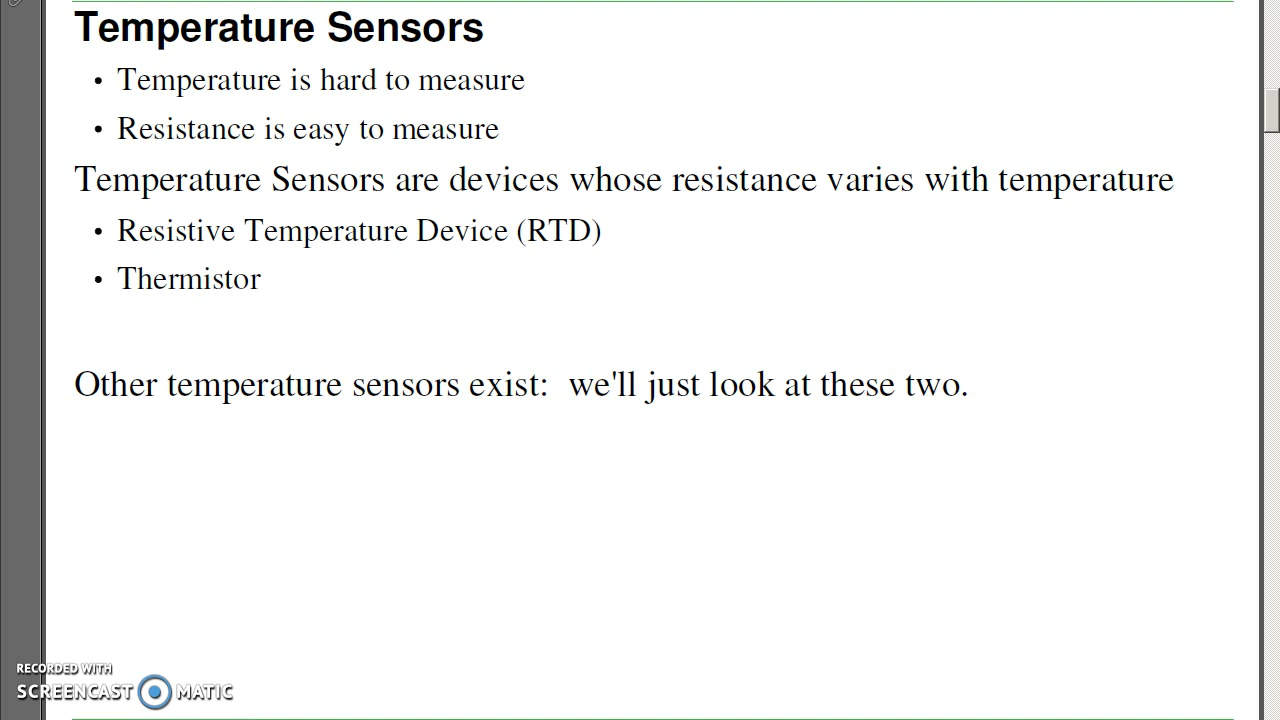 Temperature Sensors
• Temperature is hard to measure
• Resistance is easy to measure
Temperature Sensors are devices whose resistance varies with temperature
• Resistive Temperature Device (RTD)
• Thermistor
Other temperature sensors exist:  we'll just look at these two.
RECORDED WITH
SCREENCAST MATIC